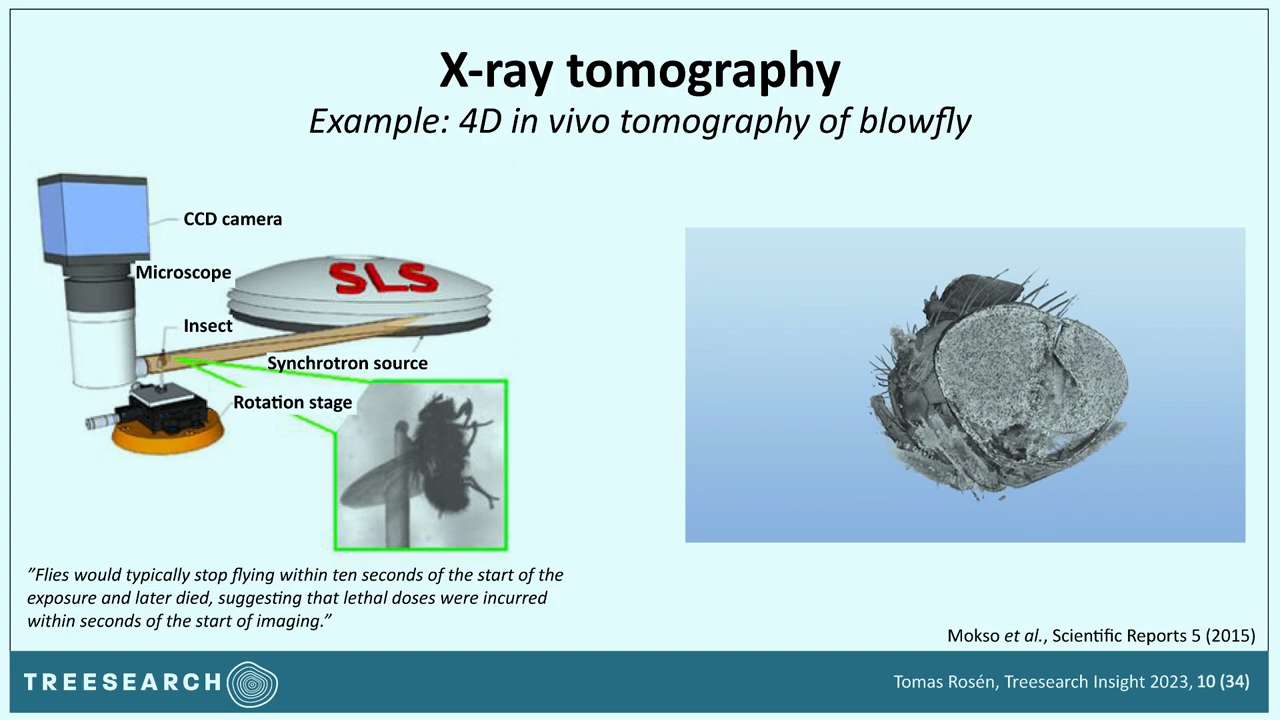 X-ray tomography
Example: 4D in vivo tomography of blowfly
CCD camera
Microscope
SLS
Insect
Synchrotron source
Rotation stage
”Flies would typically stop flying within ten seconds of the start of the
exposure and later died, suggesting that lethal doses were incurred
within seconds of the start of imaging.”
Mokso et al., Scientific Reports 5 (2015)
TREESEARCH
Tomas Rosén, Treesearch Insight 2023, 10 (34)